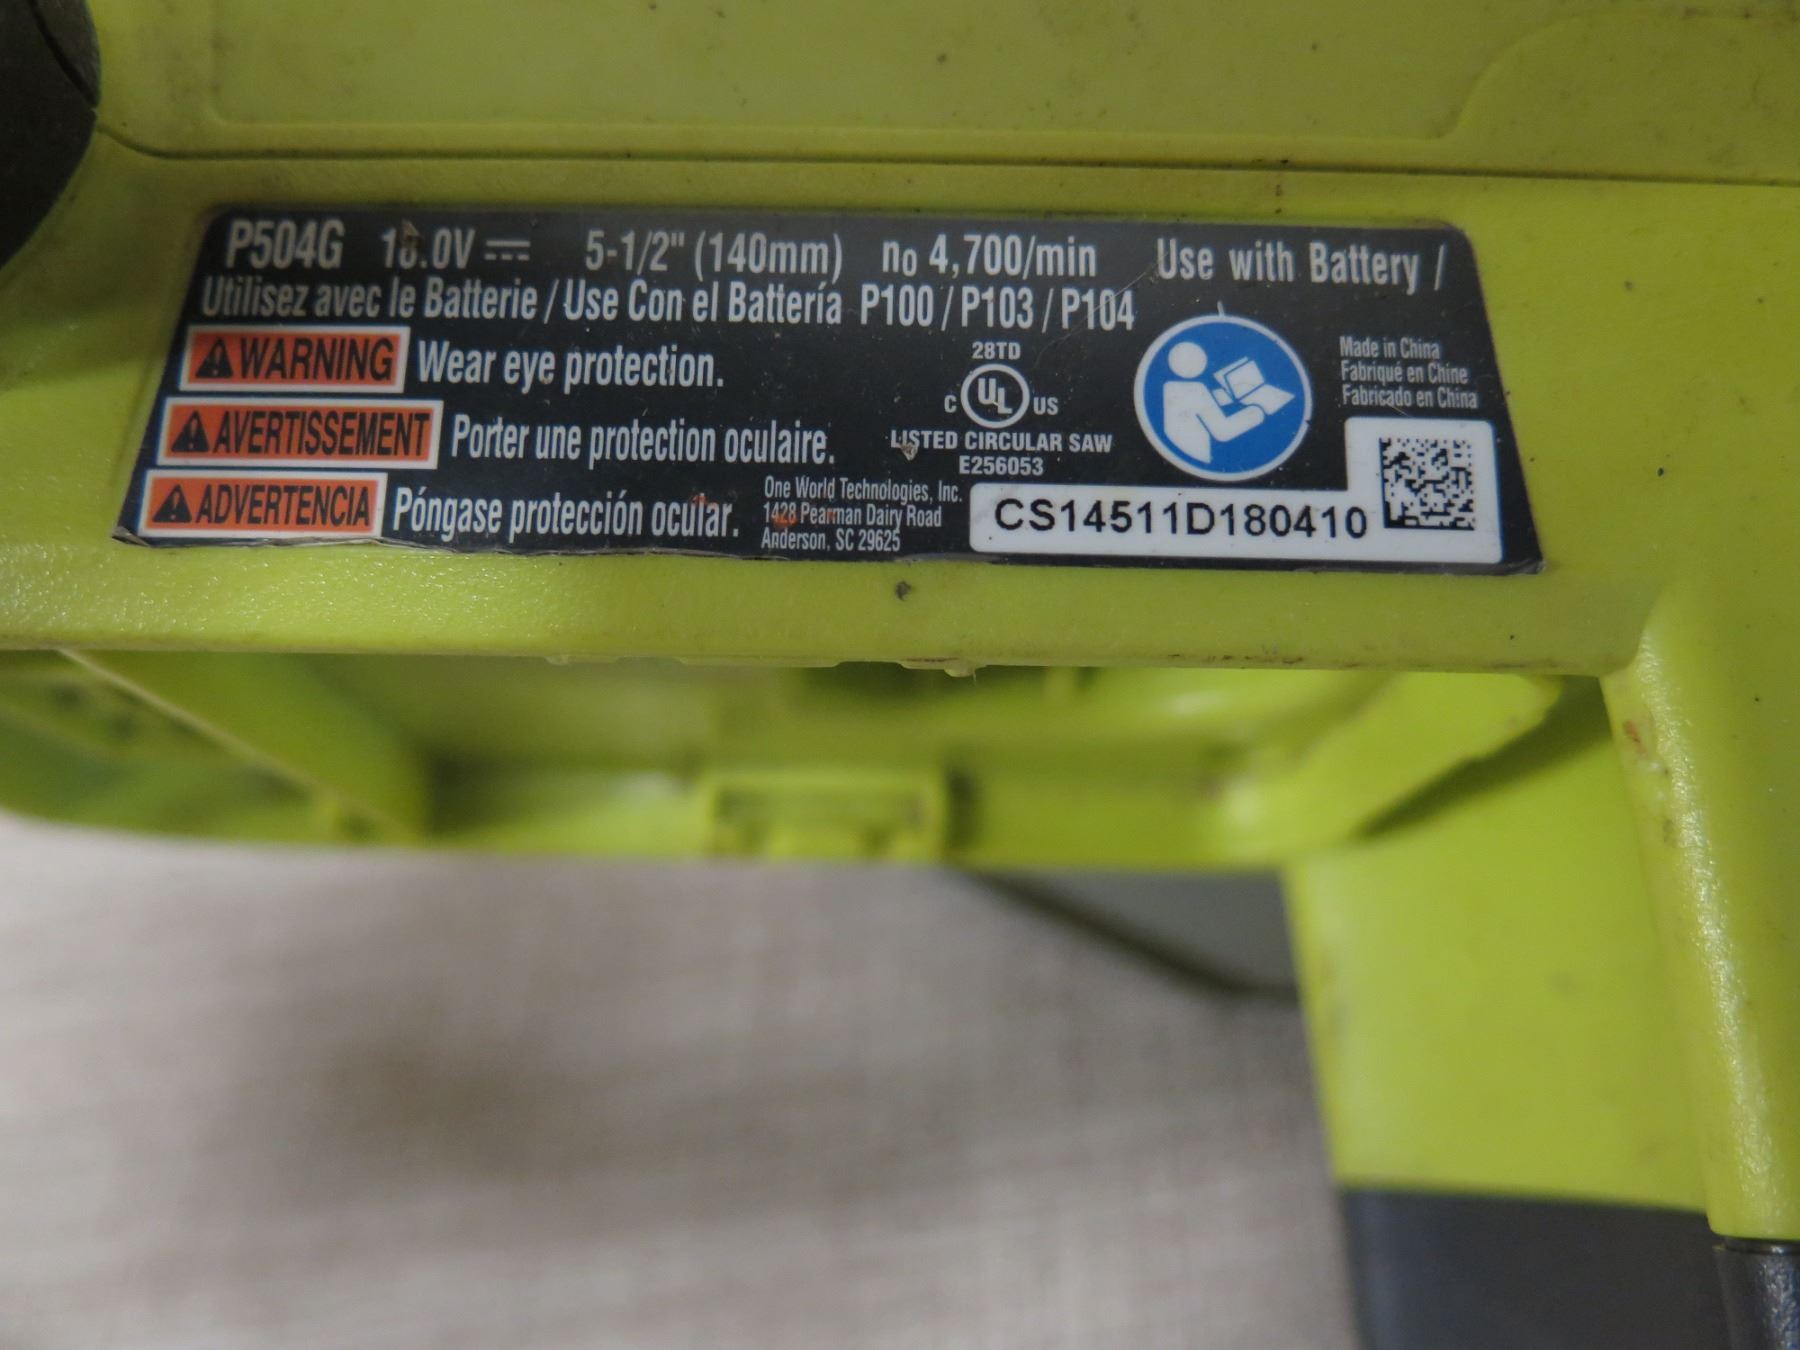 P504G 18.0V 5-1/2" (140mm) no 4,700/min Use with Battery /
Utilisez avec le Batterie / Use Con el Batteŕia P100 / P103 / P104
WARNING Wear eye protection.
AVERTISSEMENT Porter une protection oculaire.
ADVERTENCIA Póngase protección ocular.
28TD
C UL US
LISTED CIRCULAR SAW
E256053
One World Technologies, Inc.
1428 Pearman Dairy Road
Anderson, SC 29625
Made in China
Fabriqué en Chine
Fabricado en China
CS14511D180410